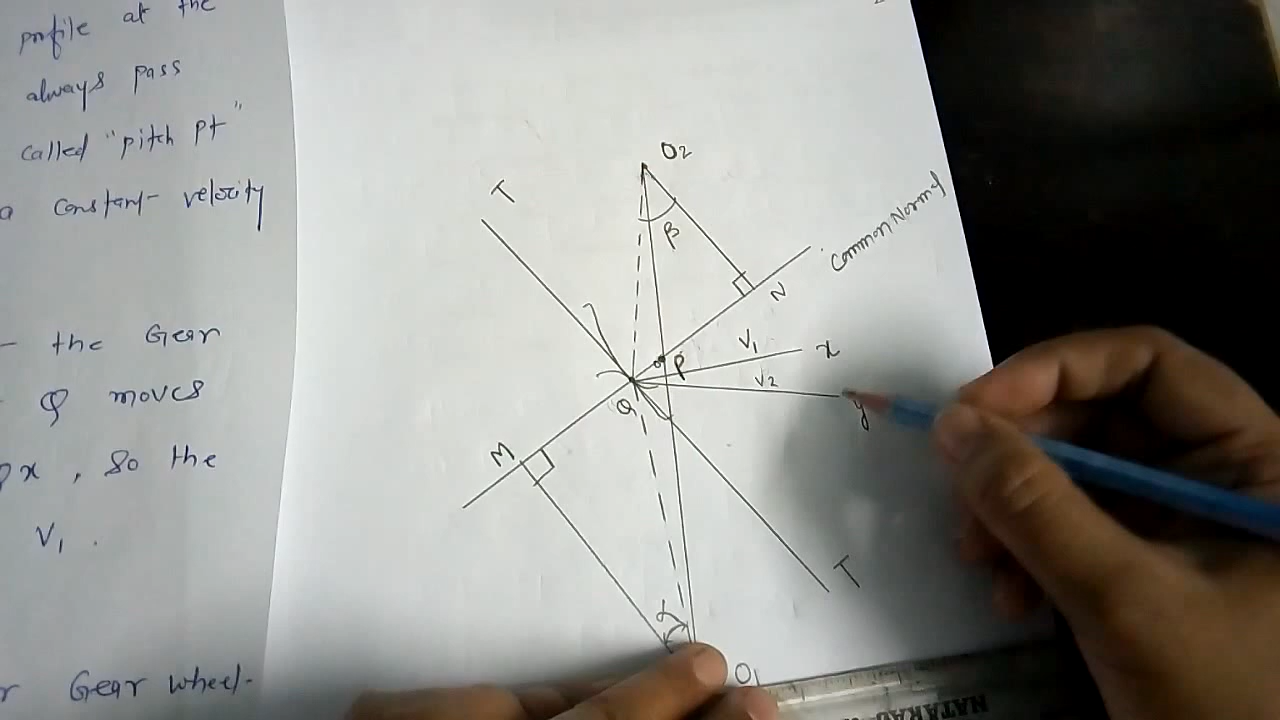 profile at the
always pass
called "pitch pt"
a constant velocity
- the Gear
Q moves
x, so the
V1.
Gear wheel-
O2
T
β
Common Normal
N
V1
x
P
V2
y
Q
M
T
α
O1
NATARAJ